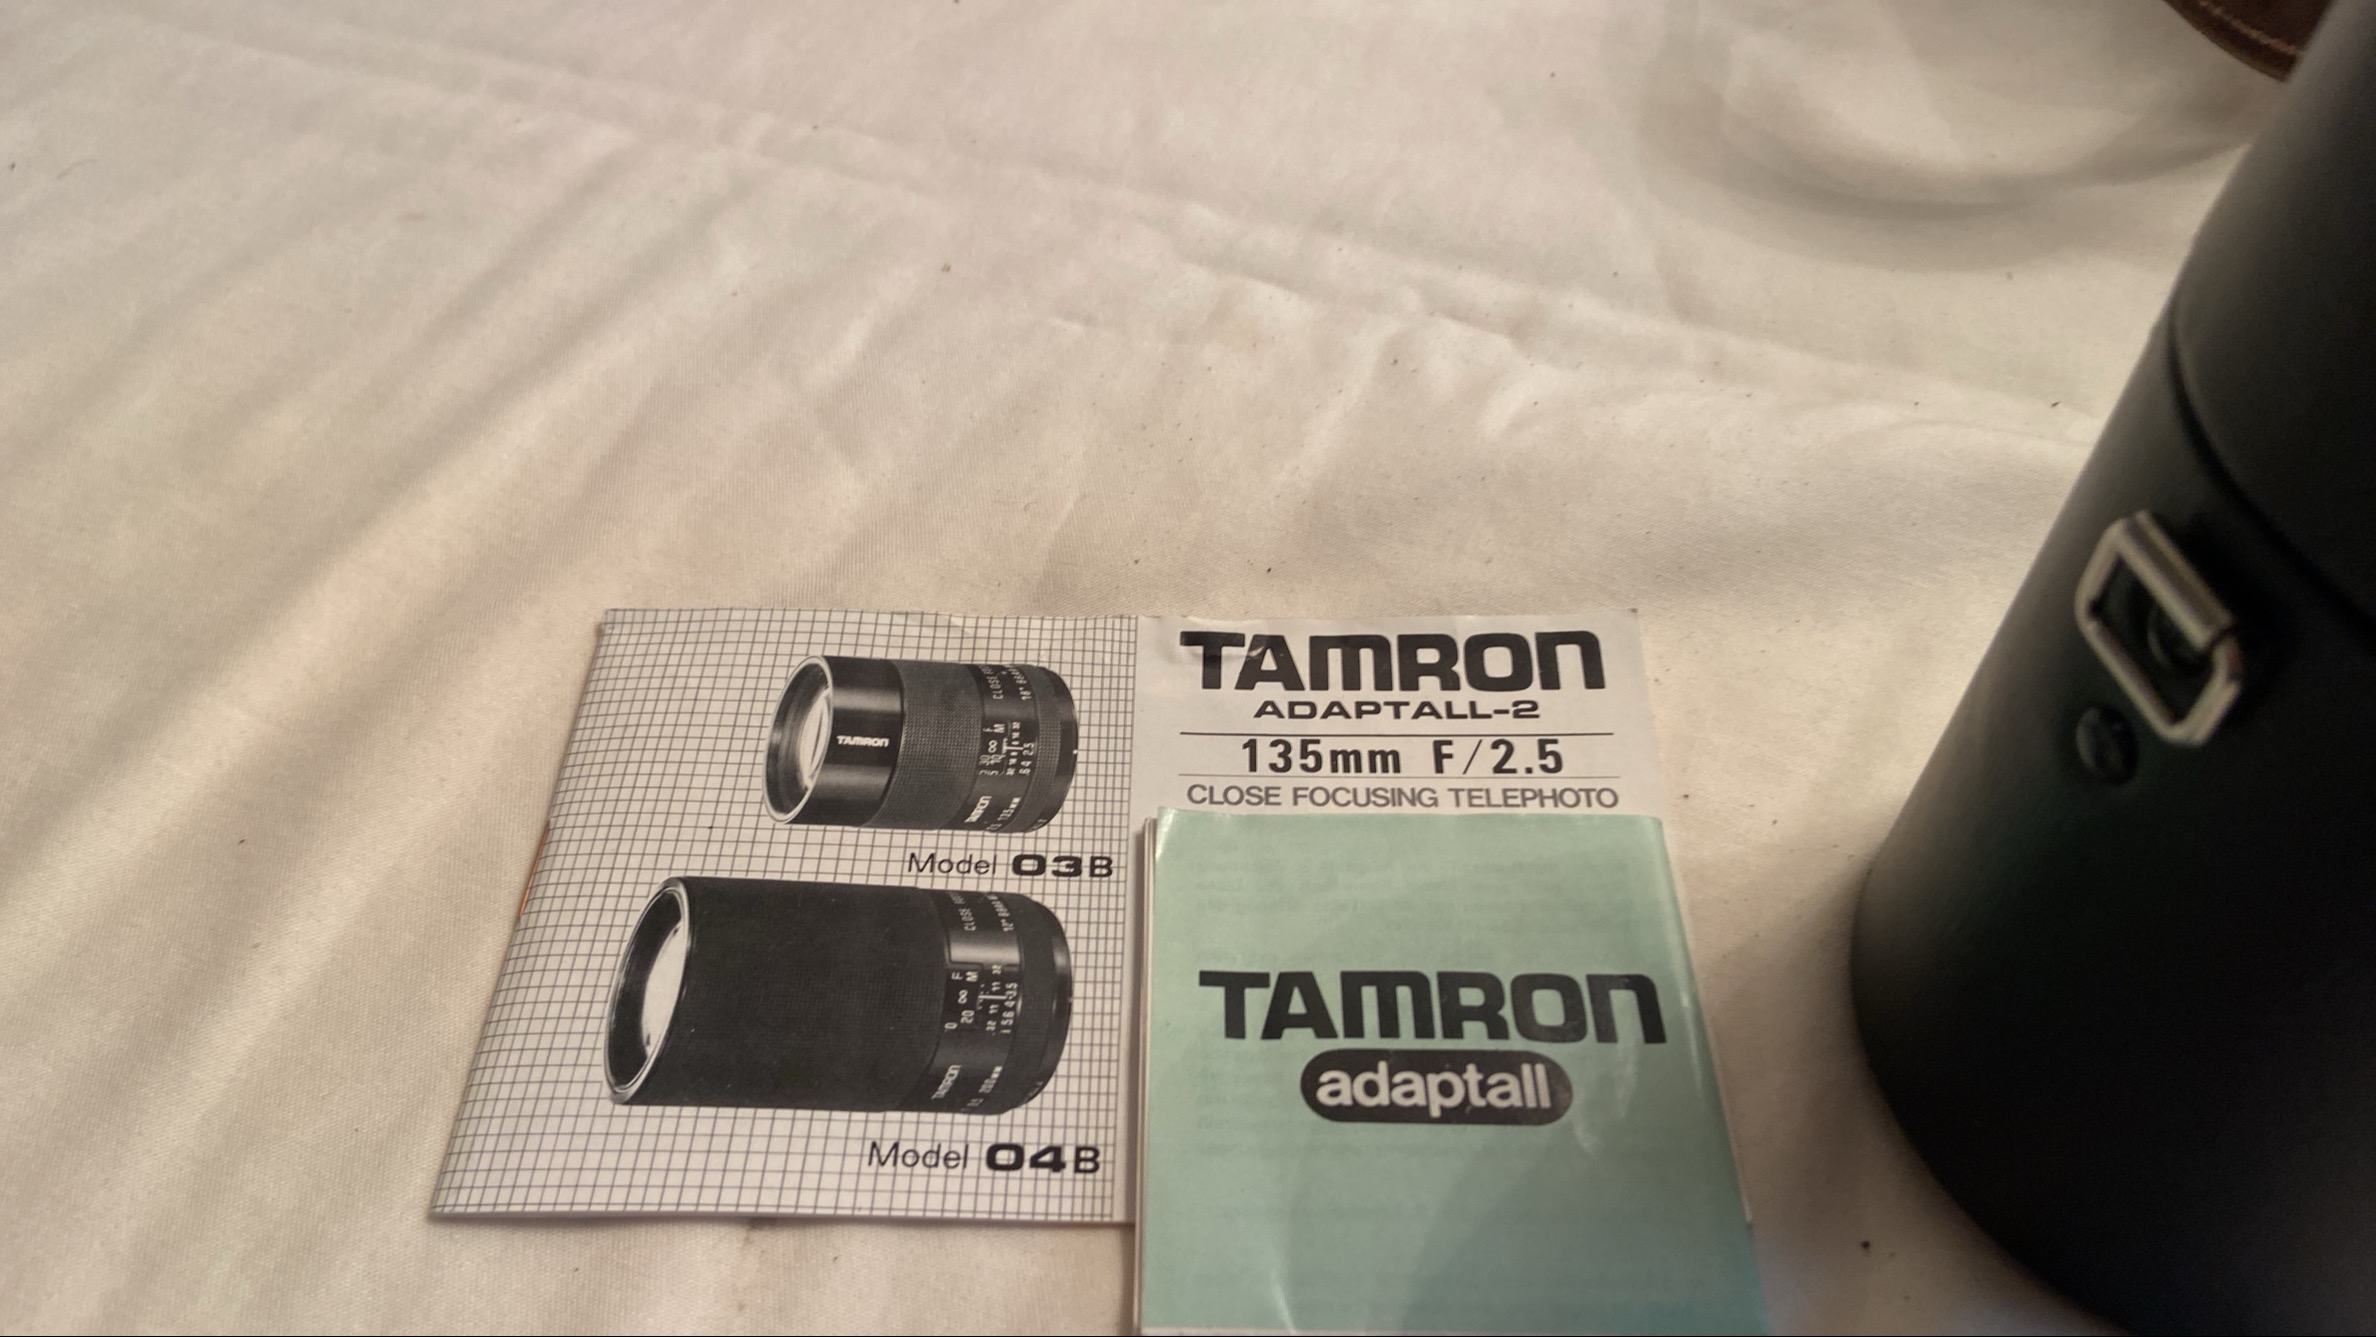 TAMRON
ADAPTALL-2
135mm F/2.5
CLOSE FOCUSING TELEPHOTO
TAMRON
Model 03B
TAMRON
Model 04B
TAMRON
adaptall